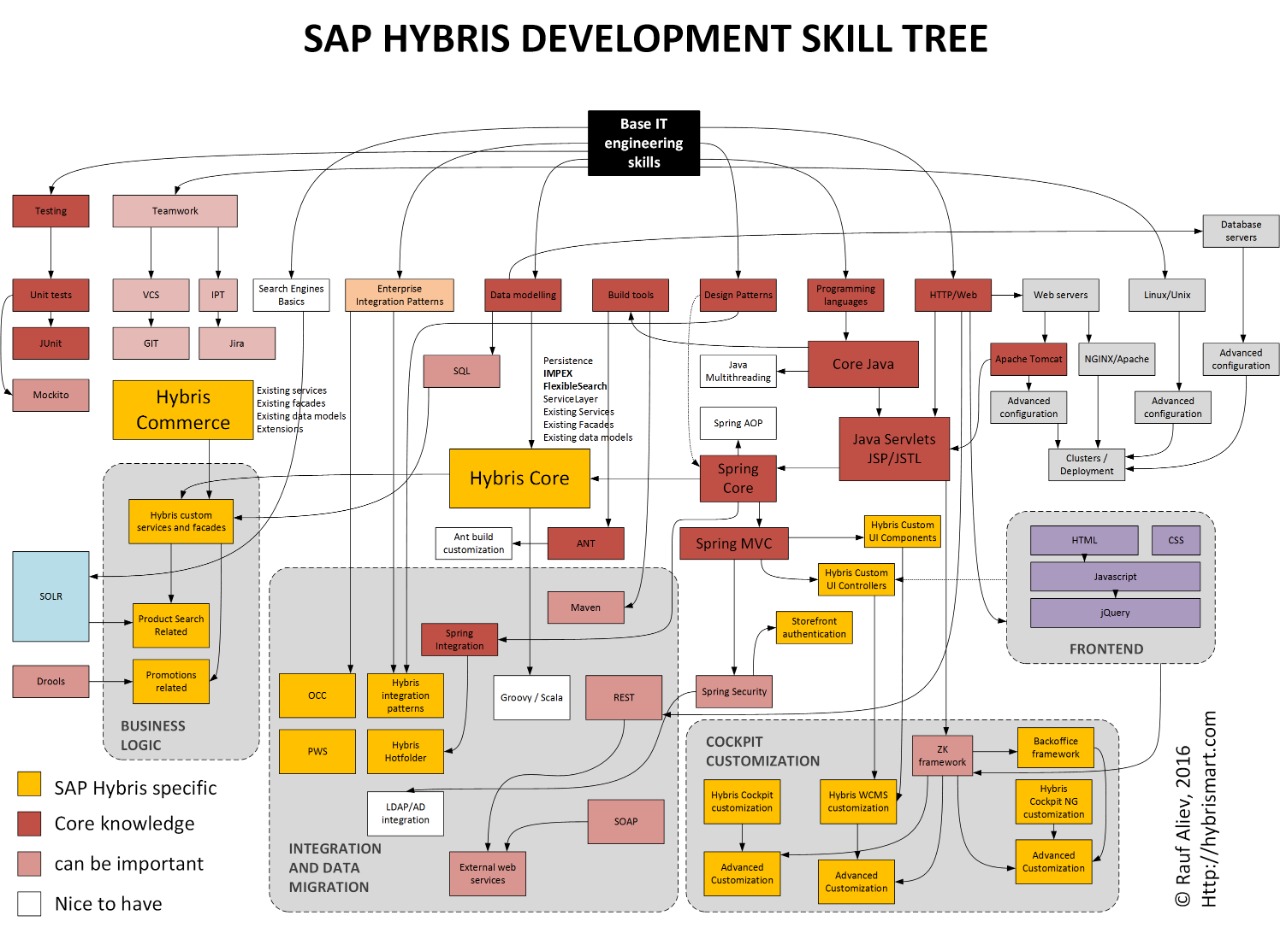 SAP HYBRIS DEVELOPMENT SKILL TREE
Base IT
engineering
skills
Testing
Teamwork
Database
servers
Unit tests
VCS
IPT
Search Engines
Basics
Enterprise
Integration Patterns
Data modelling
Build tools
Design Patterns
Programming
languages
HTTP/Web
Web servers
Linux/Unix
JUnit
GIT
Jira
SQL
Java
Multithreading
Core Java
Apache Tomcat
NGINX/Apache
Advanced
configuration
Mockito
Hybris
Commerce
Existing services
Existing facades
Existing data models
Extensions
Persistence
IMPEX
FlexibleSearch
ServiceLayer
Existing Services
Existing Facades
Existing data models
Spring AOP
Java Servlets
JSP/JSTL
Advanced
configuration
Advanced
configuration
Clusters /
Deployment
Hybris Core
Spring
Core
Hybris custom
services and facades
Ant build
customization
ANT
Spring MVC
Hybris Custom
UI Components
HTML
CSS
Javascript
jQuery
FRONTEND
Hybris Custom
UI Controllers
SOLR
Product Search
Related
Maven
Spring
Integration
Storefront
authentication
Drools
Promotions
related
BUSINESS
LOGIC
OCC
Hybris
integration
patterns
Groovy / Scala
REST
Spring Security
PWS
Hybris
Hotfolder
COCKPIT
CUSTOMIZATION
ZK
framework
Backoffice
framework
LDAP/AD
integration
SOAP
Hybris Cockpit
customization
Hybris WCMS
customization
Hybris
Cockpit NG
customization
INTEGRATION
AND DATA
MIGRATION
External web
services
Advanced
Customization
Advanced
Customization
Advanced
Customization
SAP Hybris specific
Core knowledge
can be important
Nice to have
© Rauf Aliev, 2016
Http://hybrismart.com